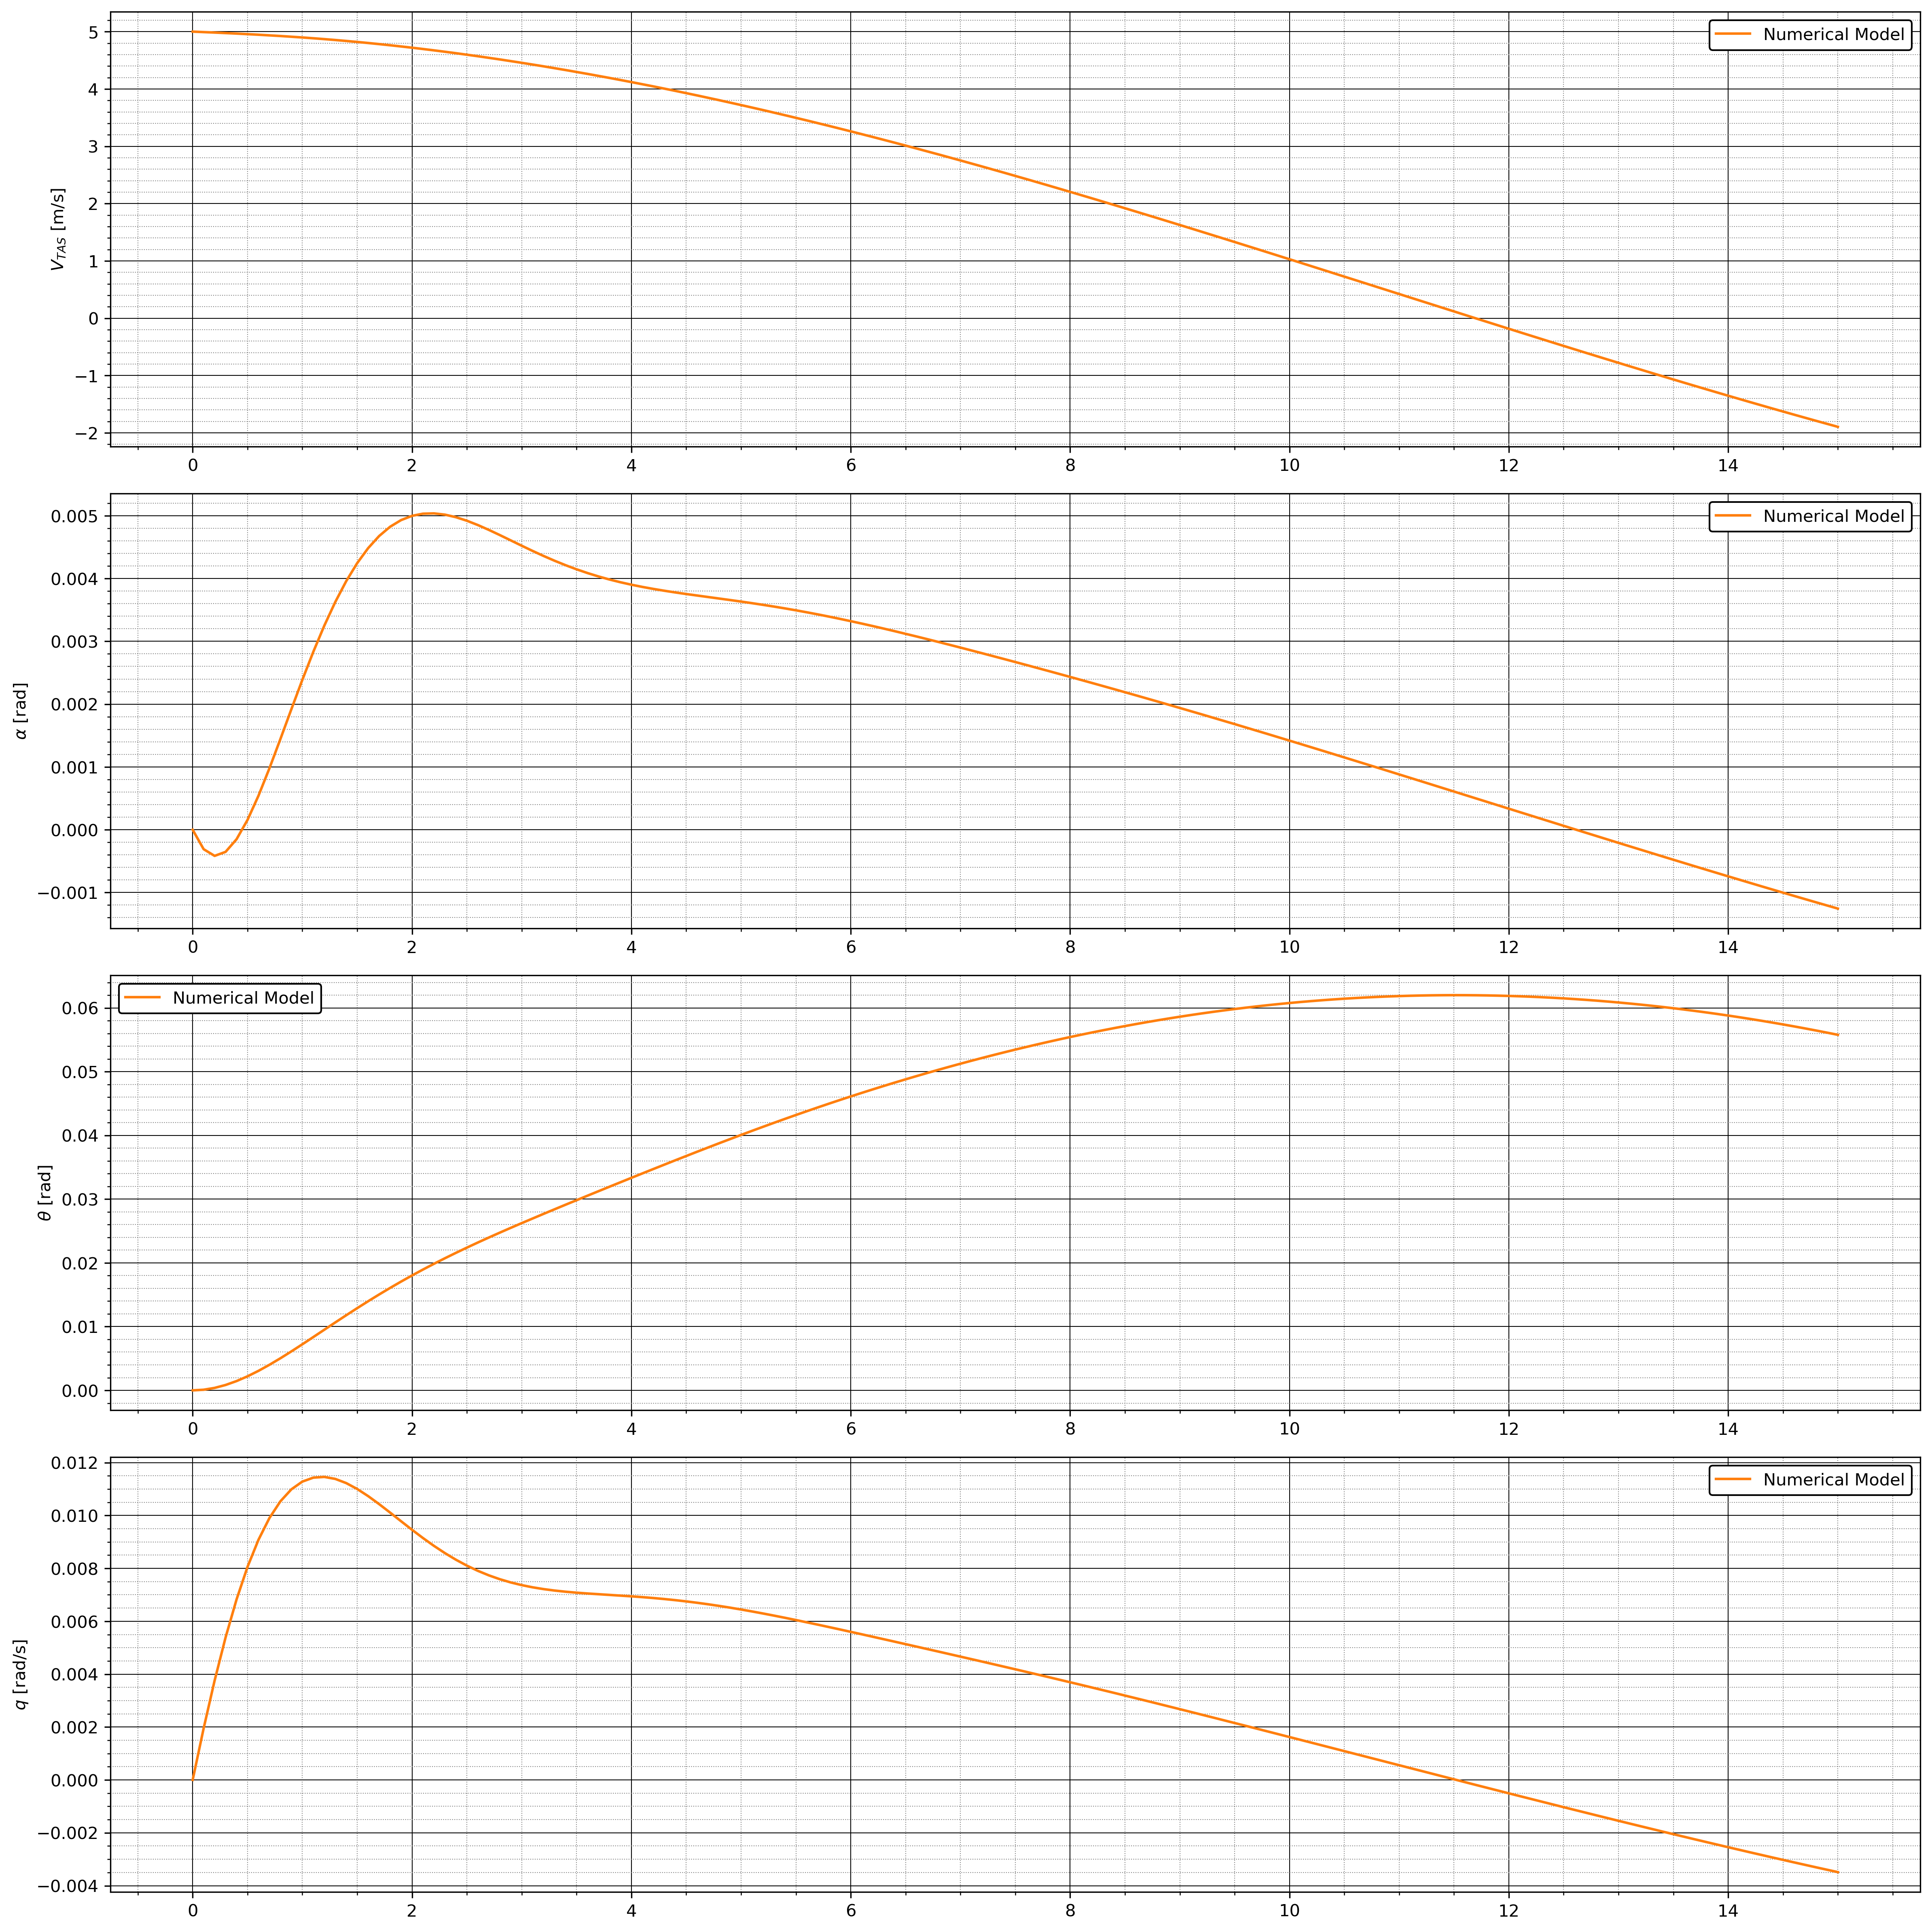 5
4
3
2
1
0
−1
−2
V_TAS [m/s]
Numerical Model
0 2 4 6 8 10 12 14
0.005
0.004
0.003
0.002
0.001
0.000
−0.001
α [rad]
Numerical Model
0 2 4 6 8 10 12 14
0.06
0.05
0.04
0.03
0.02
0.01
0.00
θ [rad]
Numerical Model
0 2 4 6 8 10 12 14
0.012
0.010
0.008
0.006
0.004
0.002
0.000
−0.002
−0.004
q [rad/s]
Numerical Model
0 2 4 6 8 10 12 14